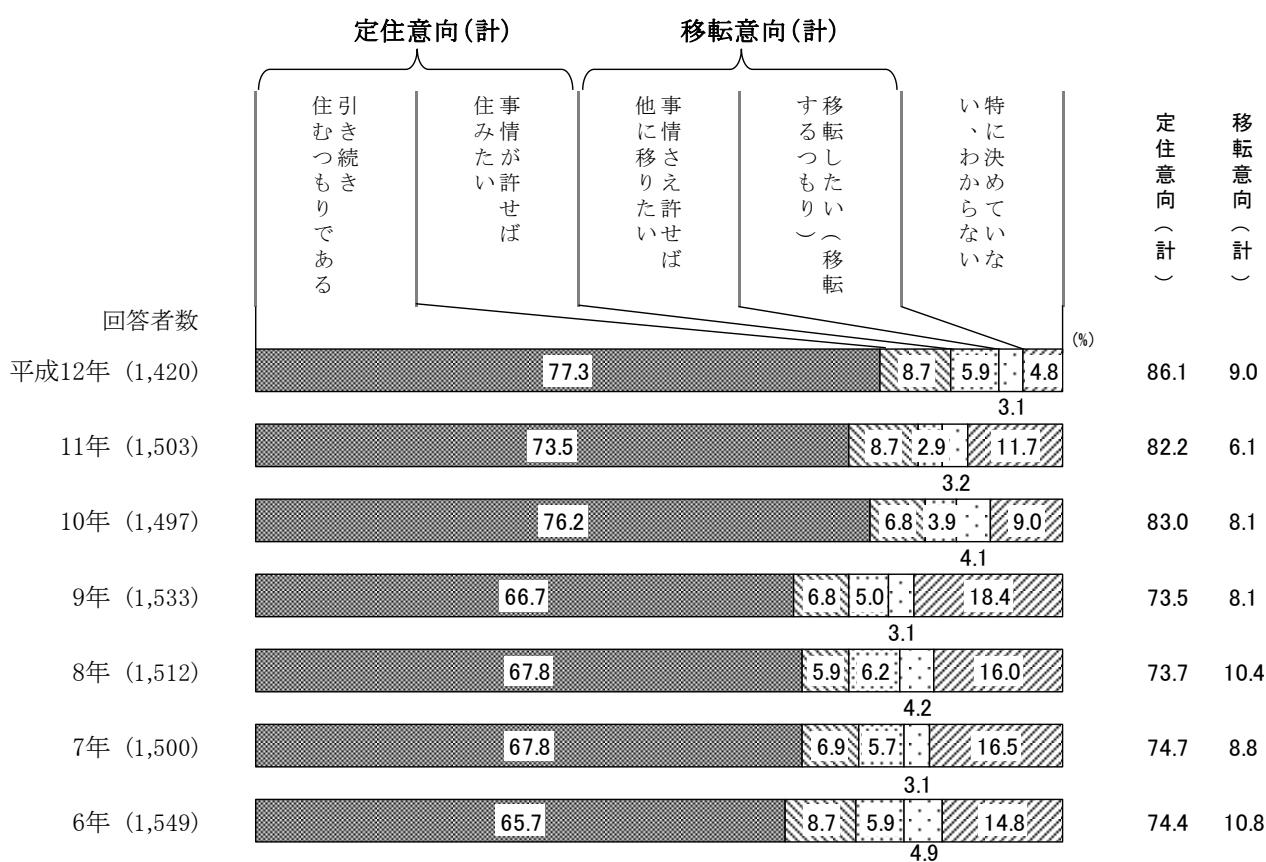 定住意向(計)
移転意向(計)
引き続き
住むつもりである
事情が許せば
住みたい
事情さえ許せば
他に移りたい
移転したい（移転
するつもり）
特に決めていな
い、わからない
定住意向（計）
移転意向（計）
回答者数
(%)
平成12年 (1,420) 77.3 8.7 5.9 4.8 86.1 9.0
3.1
11年 (1,503) 73.5 8.7 2.9 11.7 82.2 6.1
3.2
10年 (1,497) 76.2 6.8 3.9 9.0 83.0 8.1
4.1
9年 (1,533) 66.7 6.8 5.0 18.4 73.5 8.1
3.1
8年 (1,512) 67.8 5.9 6.2 16.0 73.7 10.4
4.2
7年 (1,500) 67.8 6.9 5.7 16.5 74.7 8.8
3.1
6年 (1,549) 65.7 8.7 5.9 14.8 74.4 10.8
4.9